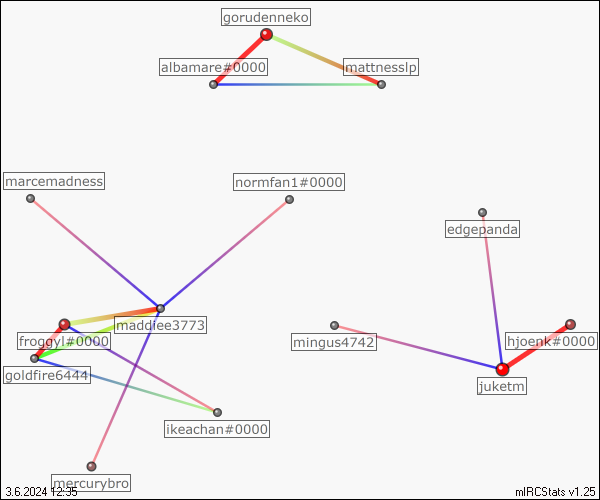 gorudenneko
albamare#0000
mattnesslp
marcemadness
normfan1#0000
edgepanda
maddiee3773
froggyl#0000
mingus4742
hjoenk#0000
goldfire6444
juketm
ikeachan#0000
mercurybro
3.6.2024 12:35
mIRCStats v1.25